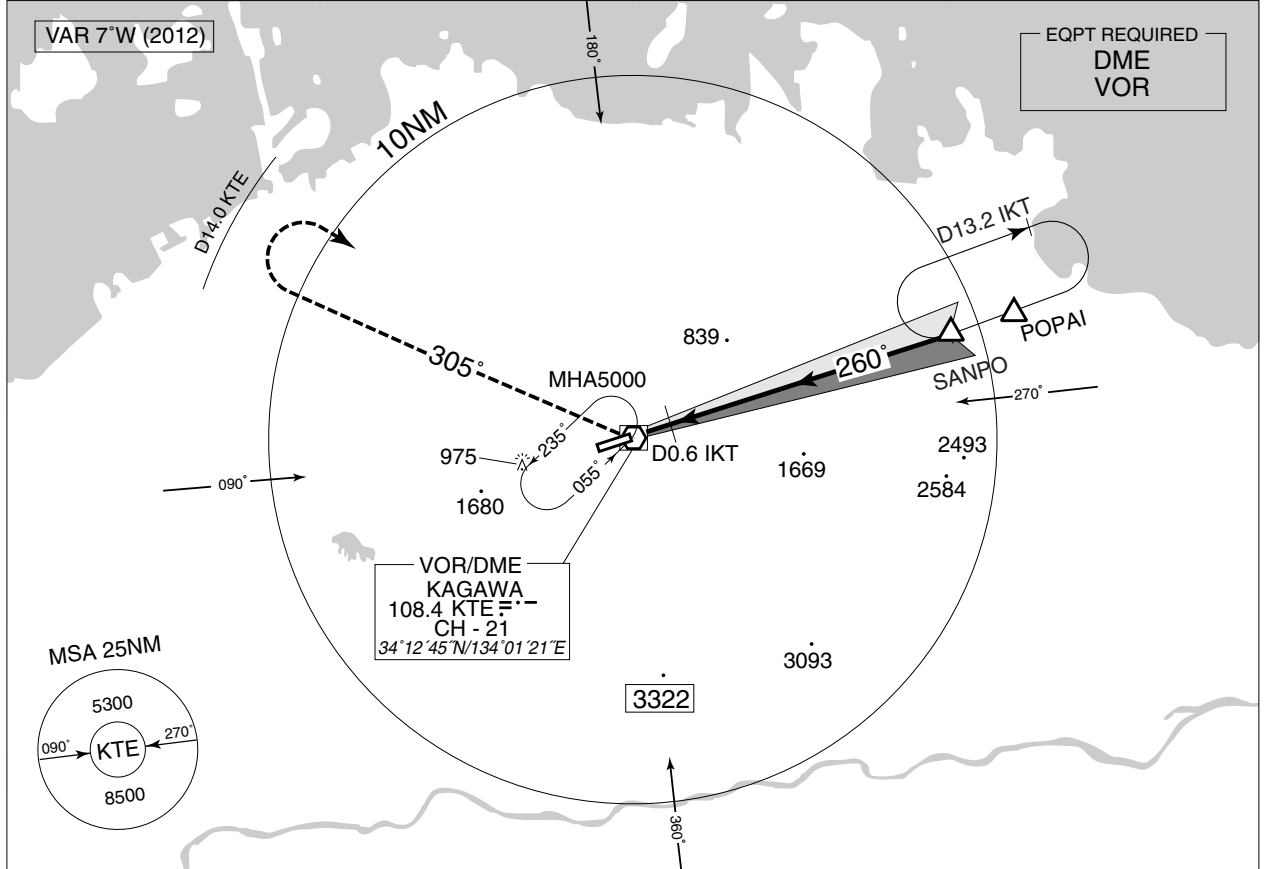 VAR 7°W (2012)
180°
EQPT REQUIRED
DME
VOR
10NM
D14.0 KTE
D13.2 IKT
POPAI
839
260°
SANPO
305°
MHA5000
270°
235°
D0.6 IKT
2493
975
055°
1669
2584
090°
1680
VOR/DME
KAGAWA
108.4 KTE
CH - 21
34°12´45˝N/134°01´21˝E
MSA 25NM
3093
3322
5300
090°
KTE
270°
8500
360°